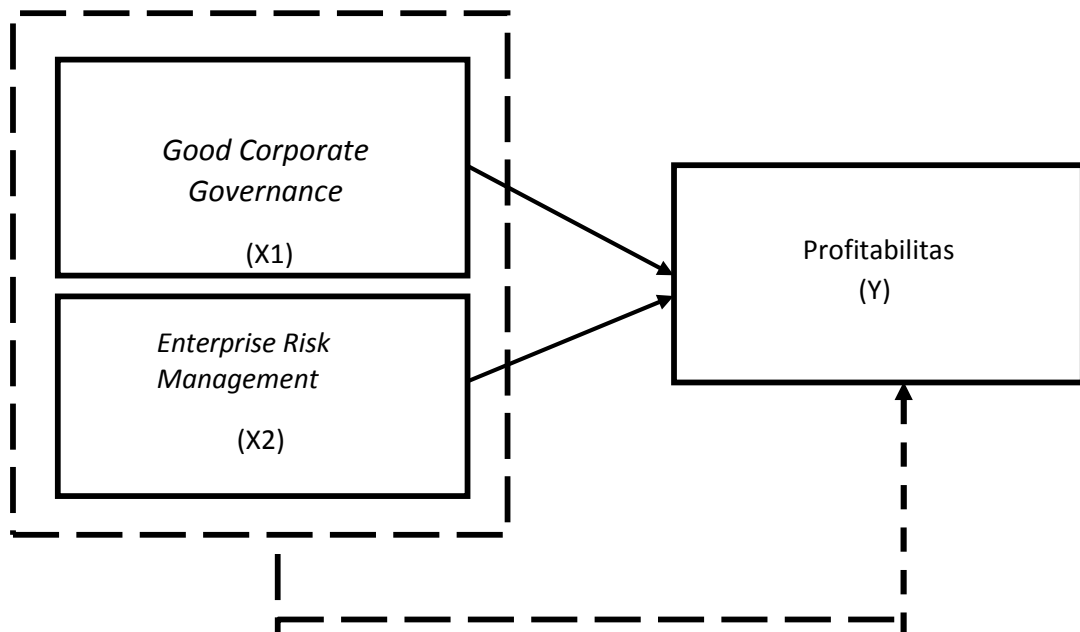 Good Corporate
Governance
(X1)
Enterprise Risk
Management
(X2)
Profitabilitas
(Y)